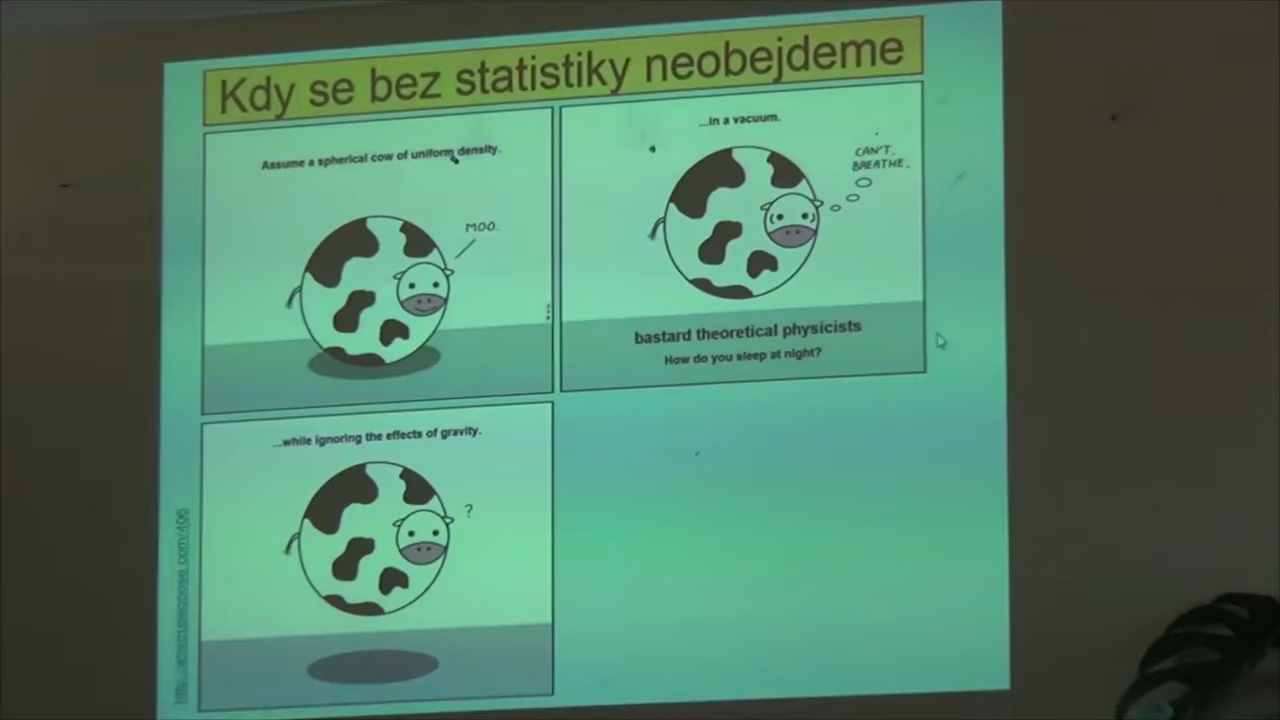 Kdy se bez statistiky neobejdeme
Assume a spherical cow of uniform density.
MOO.
...while ignoring the effects of gravity.
?
...in a vacuum.
CAN'T.
BREATHE.
bastard theoretical physicists
How do you sleep at night?